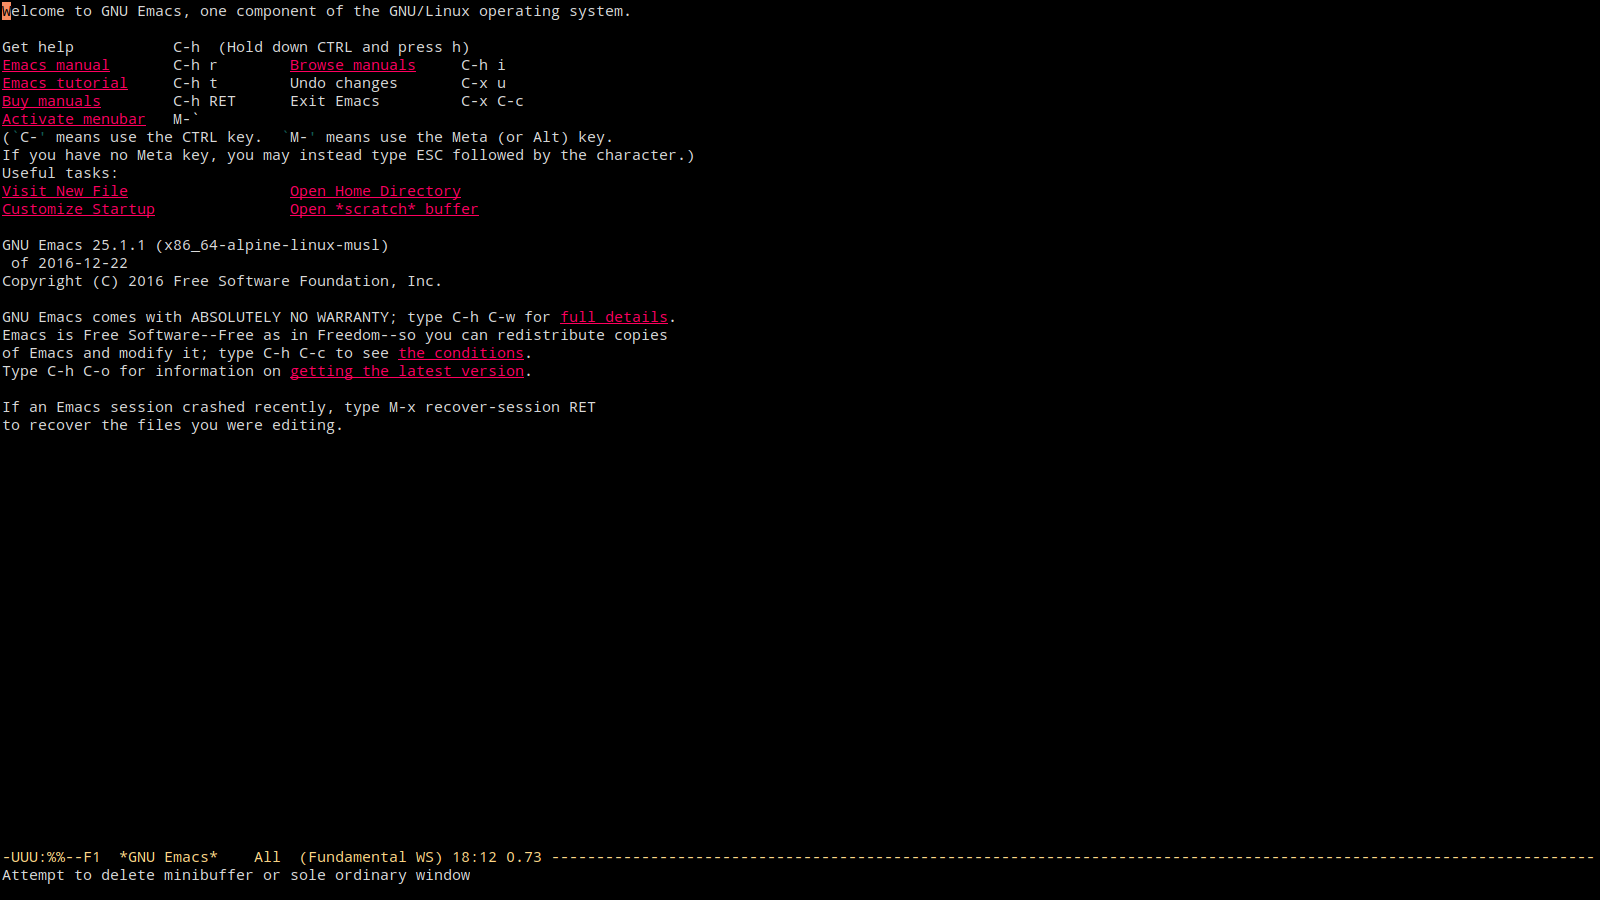 Welcome to GNU Emacs, one component of the GNU/Linux operating system.
Get help           C-h  (Hold down CTRL and press h)
Emacs manual       C-h r        Browse manuals     C-h i
Emacs tutorial     C-h t        Undo changes       C-x u
Buy manuals        C-h RET      Exit Emacs         C-x C-c
Activate menubar   M-`
(`C-' means use the CTRL key.  `M-' means use the Meta (or Alt) key.
If you have no Meta key, you may instead type ESC followed by the character.)
Useful tasks:
Visit New File                  Open Home Directory
Customize Startup               Open *scratch* buffer
GNU Emacs 25.1.1 (x86_64-alpine-linux-musl)
 of 2016-12-22
Copyright (C) 2016 Free Software Foundation, Inc.
GNU Emacs comes with ABSOLUTELY NO WARRANTY; type C-h C-w for full details.
Emacs is Free Software--Free as in Freedom--so you can redistribute copies
of Emacs and modify it; type C-h C-c to see the conditions.
Type C-h C-o for information on getting the latest version.
If an Emacs session crashed recently, type M-x recover-session RET
to recover the files you were editing.
-UUU:%%--F1  *GNU Emacs*    All  (Fundamental WS) 18:12 0.73 --------------------------------------------------------------------------------------------------------------------
Attempt to delete minibuffer or sole ordinary window